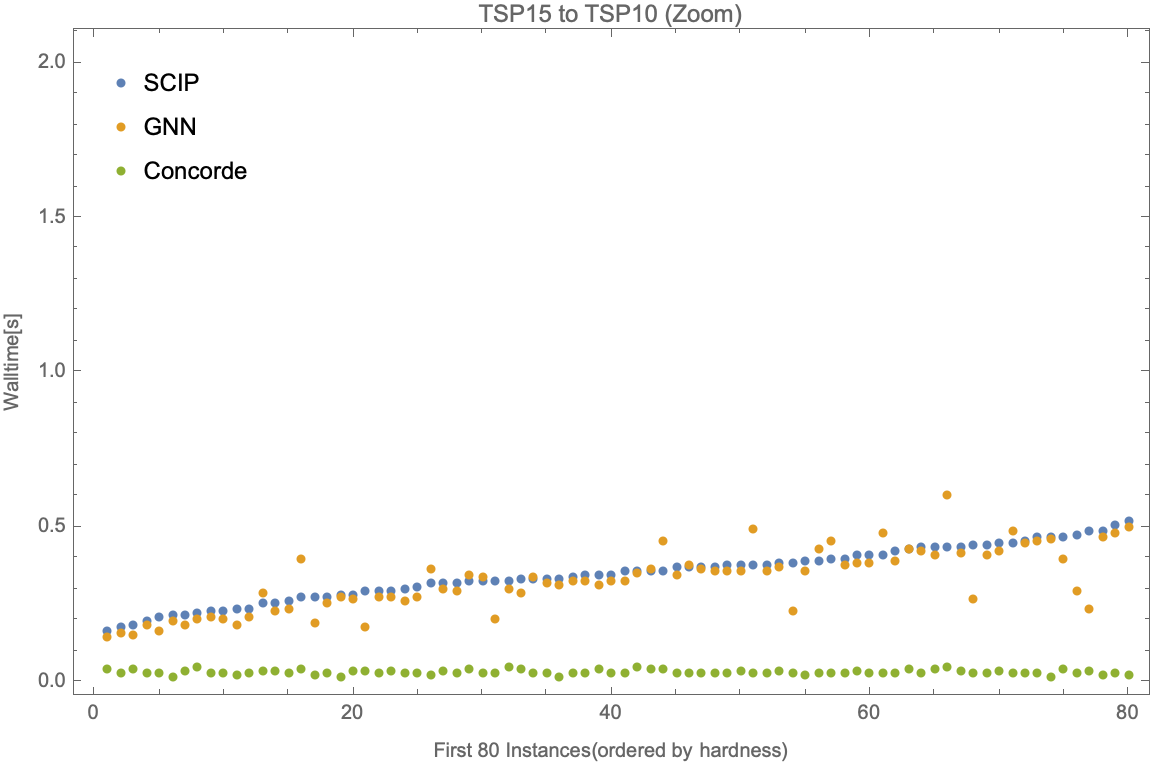 TSP15 to TSP10 (Zoom)
2.0
SCIP
GNN
Concorde
1.5
1.0
0.5
0.0
Walltime[s]
0 20 40 60 80
First 80 Instances(ordered by hardness)